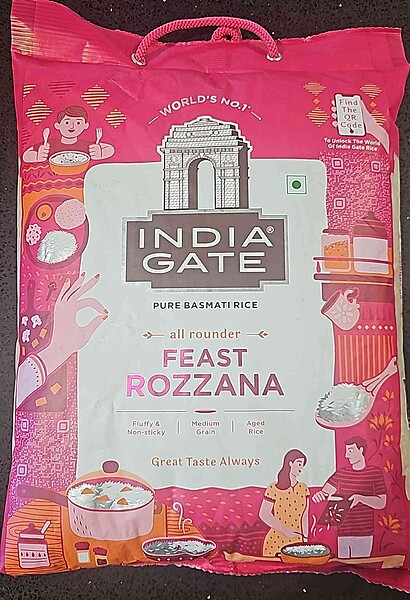 WORLD'S NO.1
Find
The
QR
Code
To Unlock The World
Of India Gate Rice
INDIA®
GATE
PURE BASMATI RICE
all rounder
FEAST
ROZZANA
Fluffy &
Non-sticky
Medium
Grain
Aged
Rice
Great Taste Always